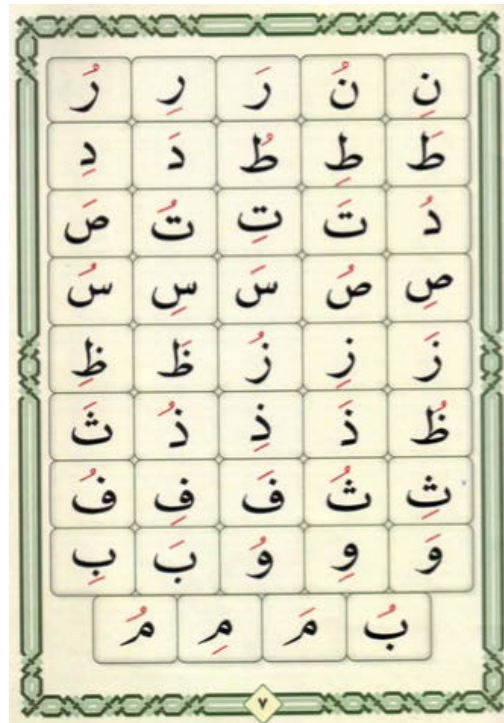 نِ نُ رَ رِ رُ
طَ طِ طُ دَ دِ
دُ تَ تِ تُ صَ
صِ صُ سَ سِ سُ
زَ زِ زُ ظَ ظِ
ظُ ذَ ذِ ذُ ثَ
ثِ ثُ فَ فِ فُ
وَ وِ وُ بَ بِ
بُ مَ مِ مُ
٧